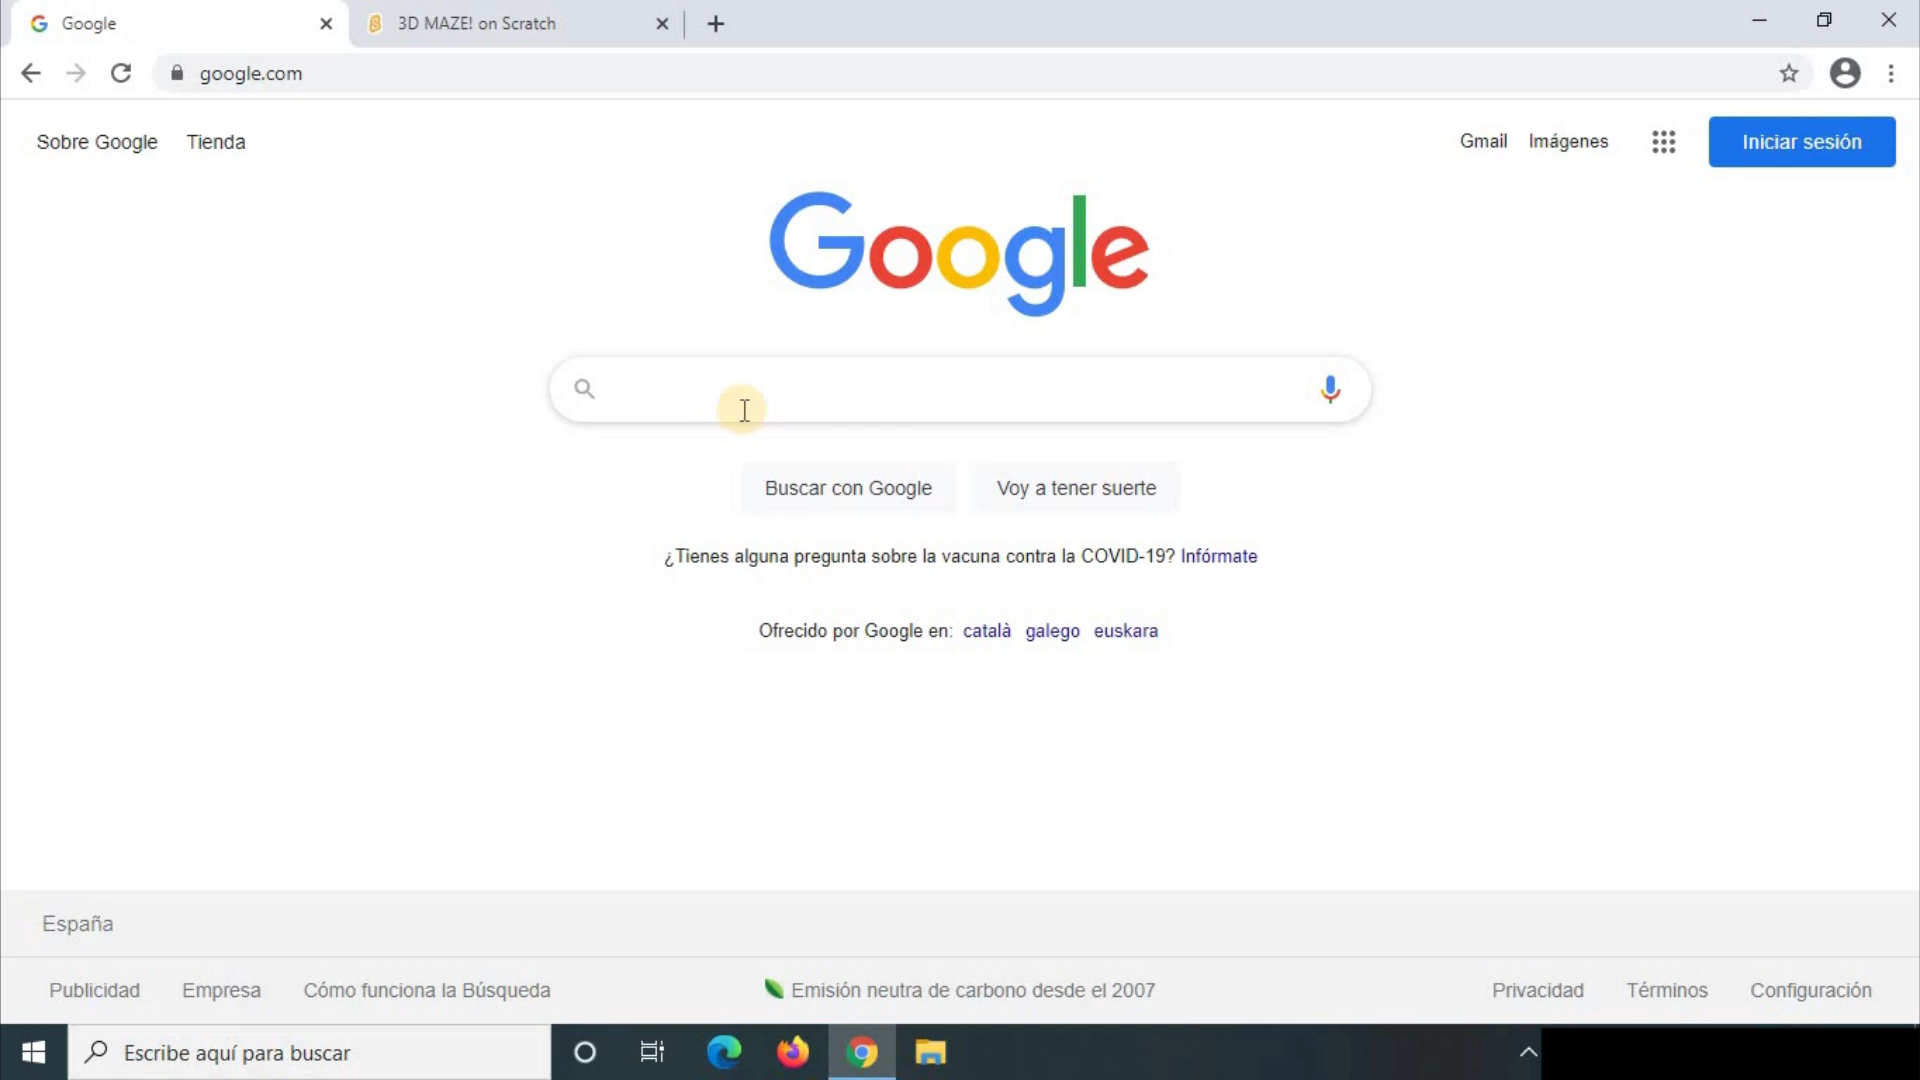 Google
3D MAZE! on Scratch
google.com
Sobre Google Tienda
Gmail Imágenes
Iniciar sesión
Google
Buscar con Google Voy a tener suerte
¿Tienes alguna pregunta sobre la vacuna contra la COVID-19? Infórmate
Ofrecido por Google en: català galego euskara
España
Publicidad Empresa Cómo funciona la Búsqueda
Emisión neutra de carbono desde el 2007
Privacidad Términos Configuración
Escribe aquí para buscar